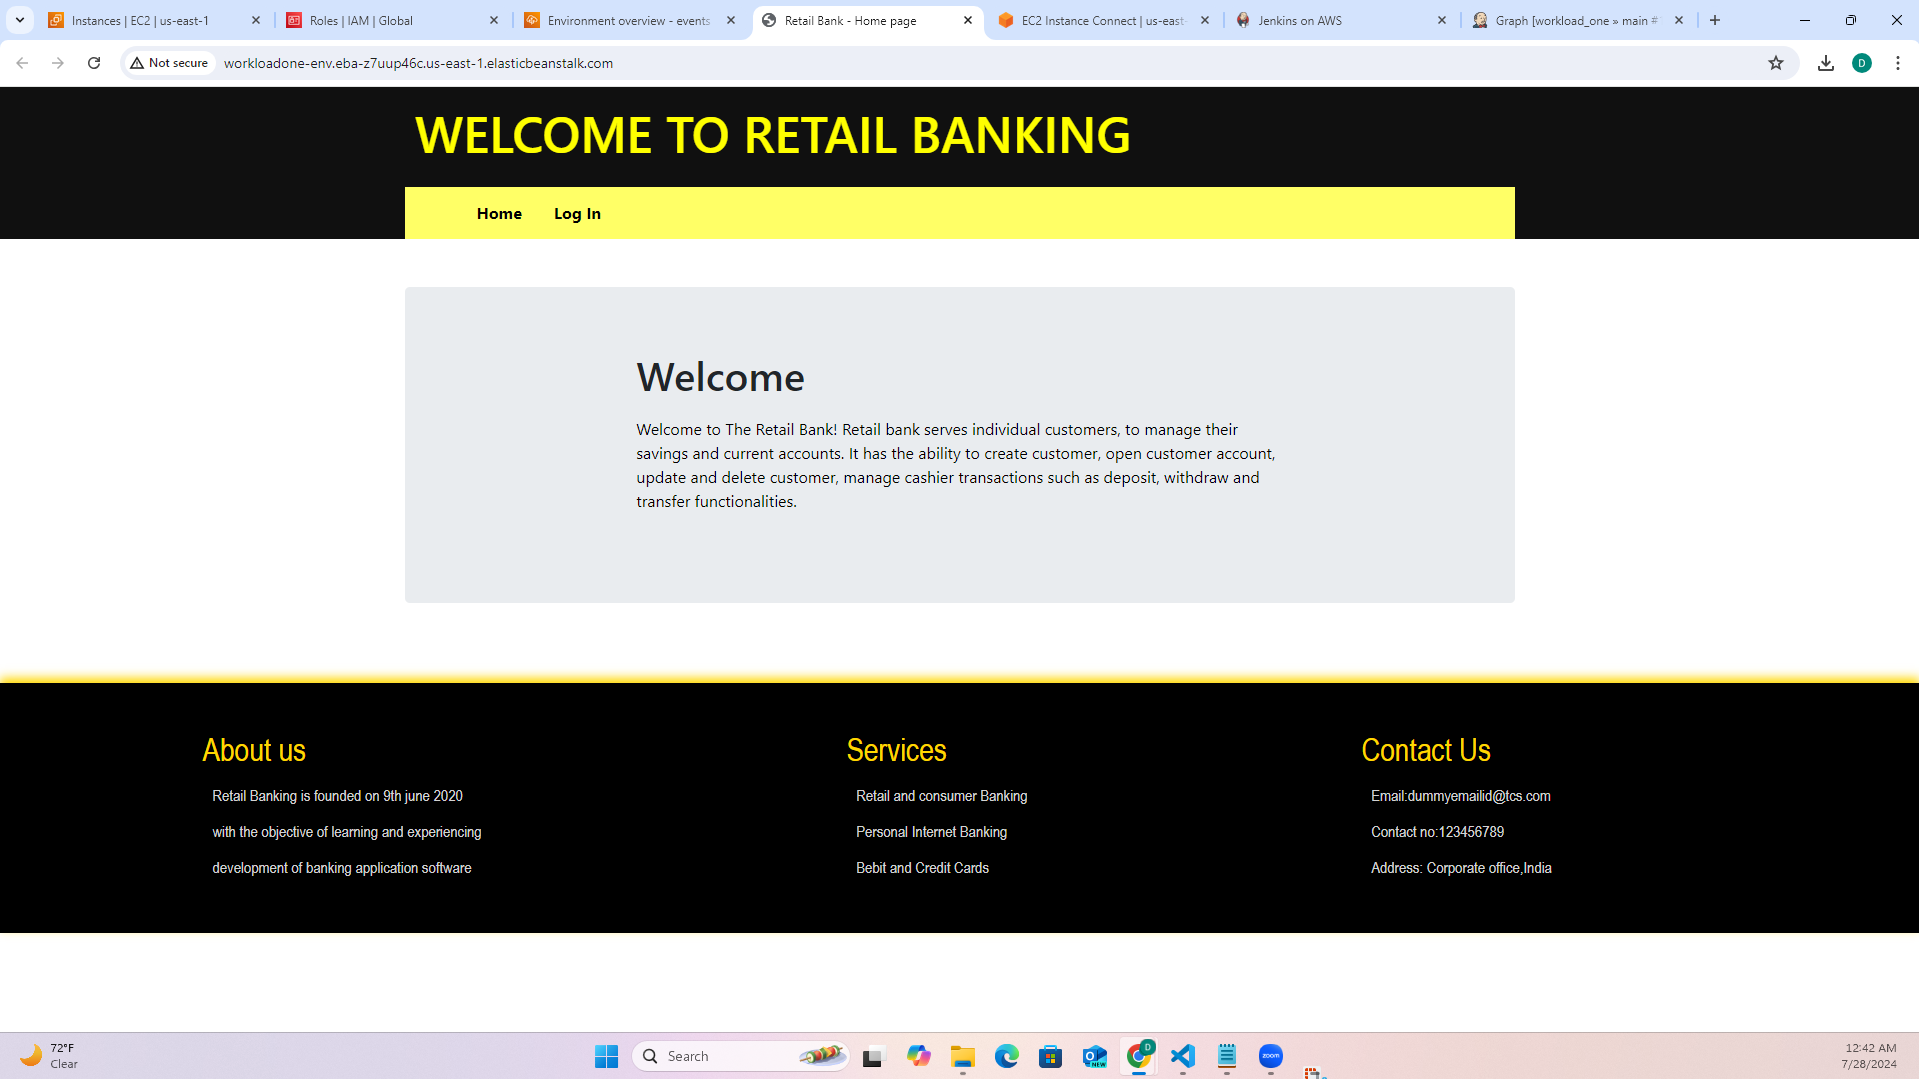 Instances | EC2 | us-east-1
Roles | IAM | Global
Environment overview - events
Retail Bank - Home page
EC2 Instance Connect | us-east-
Jenkins on AWS
Graph [workload_one » main #
Not secure
workloadone-env.eba-z7uup46c.us-east-1.elasticbeanstalk.com
D
WELCOME TO RETAIL BANKING
Home
Log In
Welcome
Welcome to The Retail Bank! Retail bank serves individual customers, to manage their
savings and current accounts. It has the ability to create customer, open customer account,
update and delete customer, manage cashier transactions such as deposit, withdraw and
transfer functionalities.
About us
Retail Banking is founded on 9th june 2020
with the objective of learning and experiencing
development of banking application software
Services
Retail and consumer Banking
Personal Internet Banking
Bebit and Credit Cards
Contact Us
Email:dummyemailid@tcs.com
Contact no:123456789
Address: Corporate office,India
72°F
Clear
Search
NEW
D
zoom
12:42 AM
7/28/2024